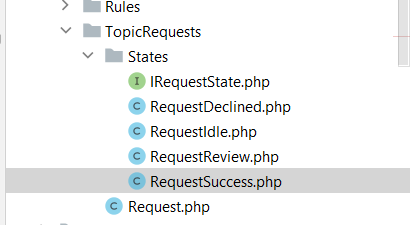 Rules
TopicRequests
States
I IRequestState.php
C RequestDeclined.php
C RequestIdle.php
C RequestReview.php
C RequestSuccess.php
C Request.php